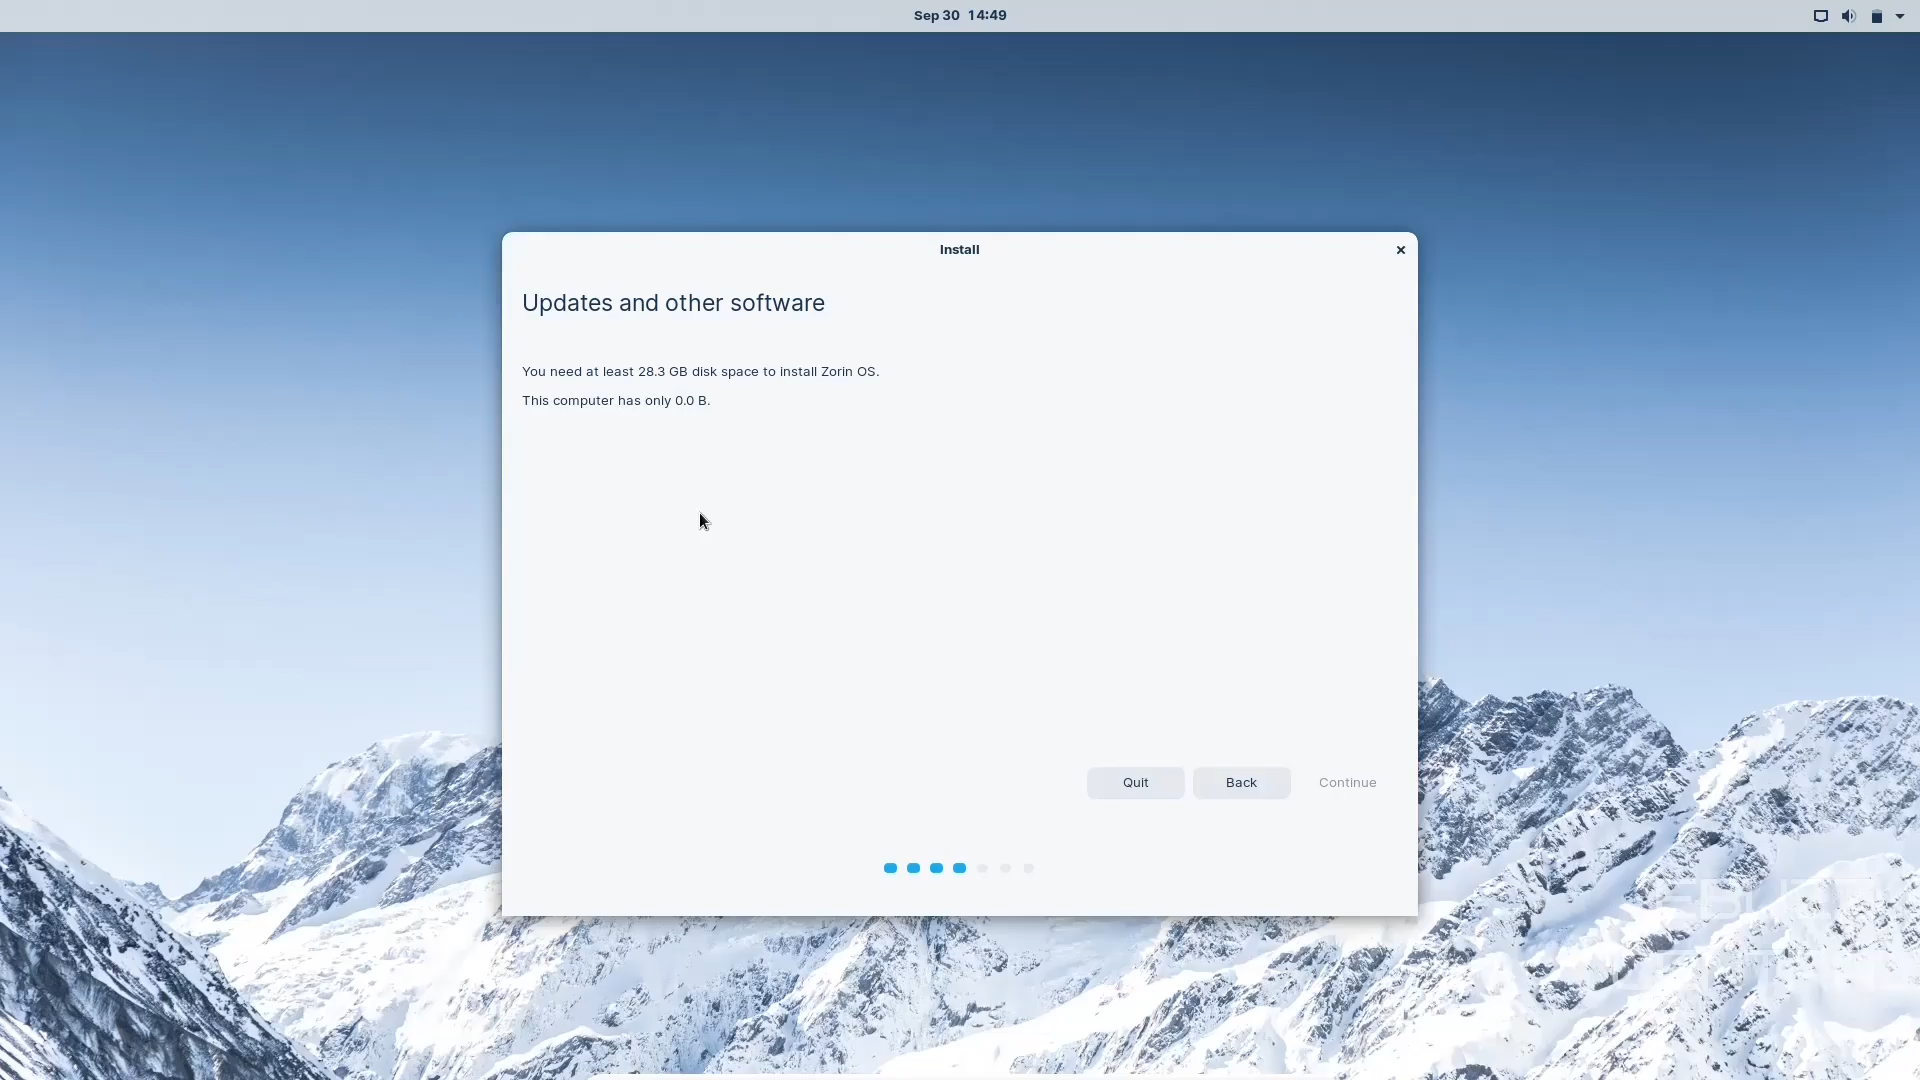 Sep 30 14:49
Install
Updates and other software
You need at least 28.3 GB disk space to install Zorin OS.
This computer has only 0.0 B.
Quit
Back
Continue